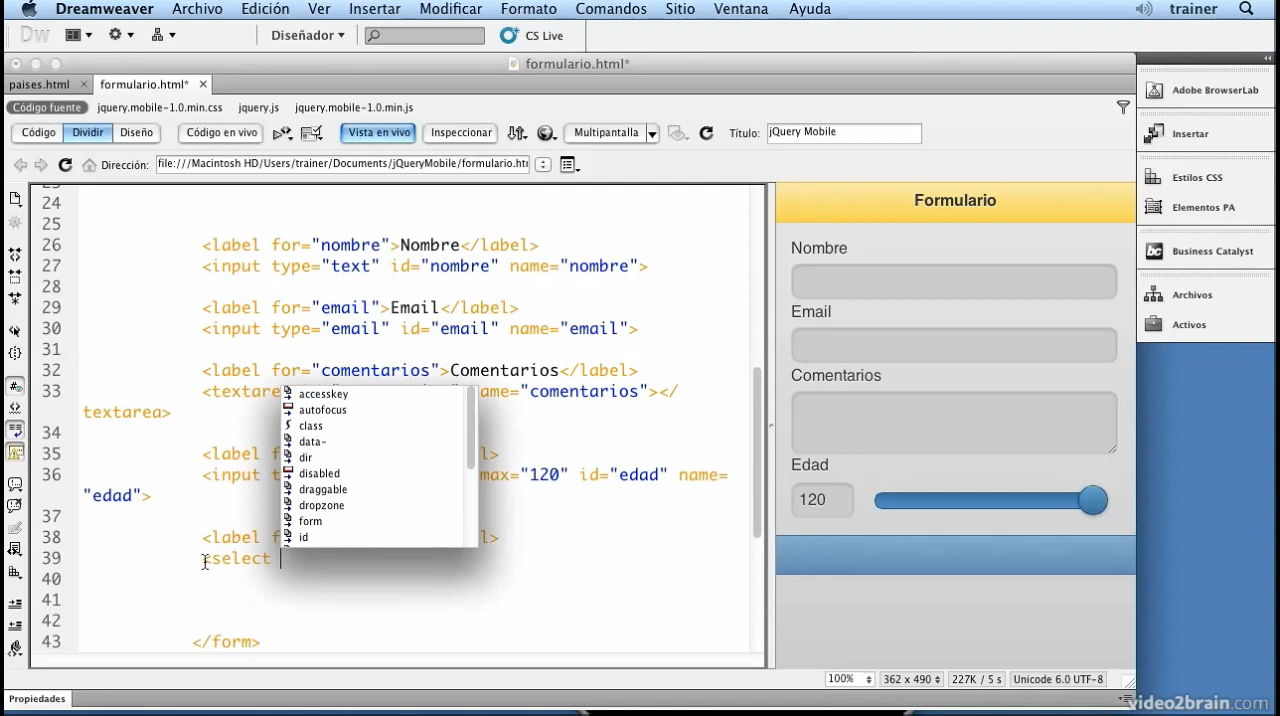 Dreamweaver Archivo Edición Ver Insertar Modificar Formato Comandos Sitio Ventana Ayuda trainer
Dw Diseñador CS Live
formulario.html*
paises.html formulario.html*
Código fuente jquery.mobile-1.0.min.css jquery.js jquery.mobile-1.0.min.js
Código Dividir Diseño Código en vivo Vista en vivo Inspeccionar Multipantalla Título: jQuery Mobile
Dirección: file:///Macintosh HD/Users/trainer/Documents/jQueryMobile/formulario.htm
24
25
26 <label for="nombre">Nombre</label>
27 <input type="text" id="nombre" name="nombre">
28
29 <label for="email">Email</label>
30 <input type="email" id="email" name="email">
31
32 <label for="comentarios">Comentarios</label>
33 <textarea name="comentarios"></
textarea>
34
35 <label
36 <input max="120" id="edad" name=
"edad">
37
38 <label
39 <select
40
41
42
43 </form>
accesskey
autofocus
class
data-
dir
disabled
draggable
dropzone
form
id
Formulario
Nombre
Email
Comentarios
Edad
120
100% 362 x 490 227K / 5 s Unicode 6.0 UTF-8
Propiedades
Adobe BrowserLab
Insertar
Estilos CSS
Elementos PA
bc Business Catalyst
Archivos
Activos
video2brain.com